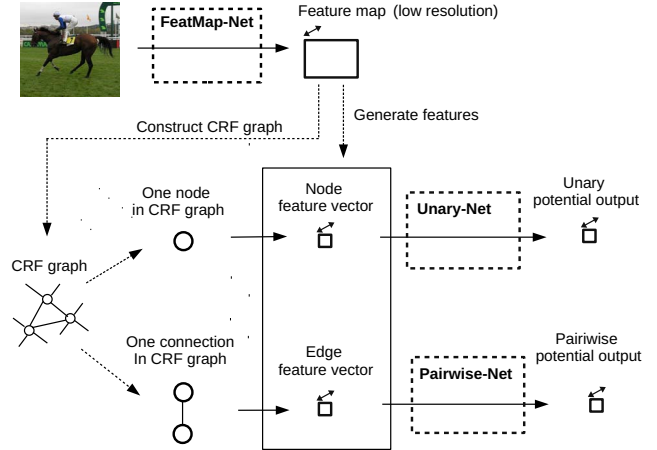 Feature map (low resolution)
FeatMap-Net
Construct CRF graph
Generate features
One node
in CRF graph
Node
feature vector
Unary-Net
Unary
potential output
CRF graph
One connection
In CRF graph
Edge
feature vector
Pairwise-Net
Pairwise
potential output